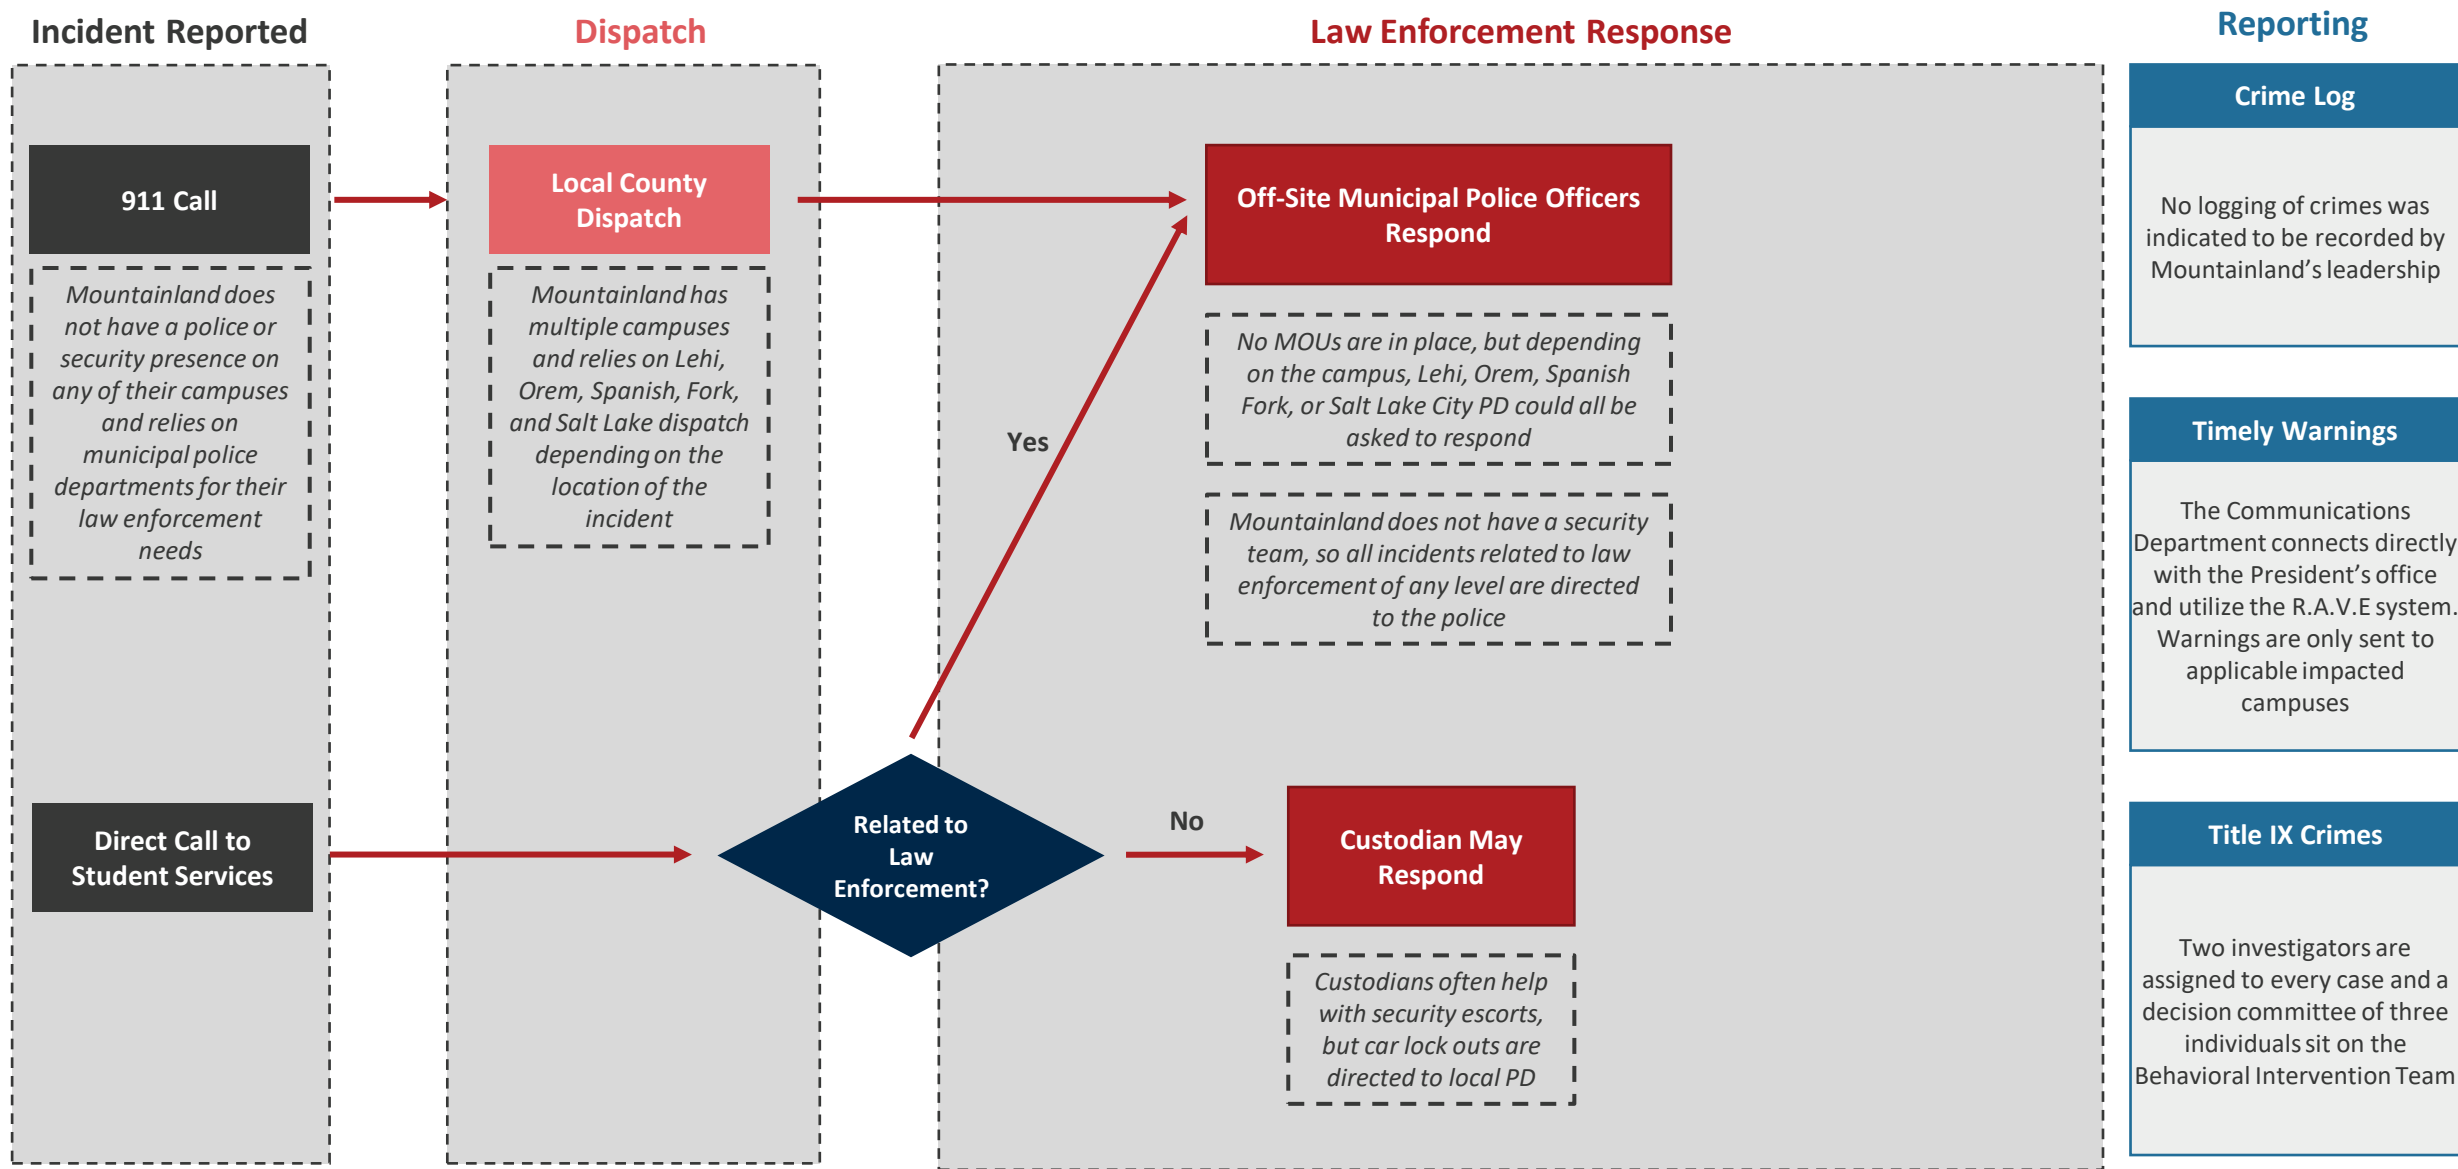 Incident Reported
911 Call
Mountainland does
not have a police or
security presence on
any of their campuses
and relies on
municipal police
departments for their
law enforcement
needs
Direct Call to
Student Services
Dispatch
Local County
Dispatch
Mountainland has
multiple campuses
and relies on Lehi,
Orem, Spanish, Fork,
and Salt Lake dispatch
depending on the
location of the
incident
Related to
Law
Enforcement?
Yes
No
Law Enforcement Response
Off-Site Municipal Police Officers
Respond
No MOUs are in place, but depending
on the campus, Lehi, Orem, Spanish
Fork, or Salt Lake City PD could all be
asked to respond
Mountainland does not have a security
team, so all incidents related to law
enforcement of any level are directed
to the police
Custodian May
Respond
Custodians often help
with security escorts,
but car lock outs are
directed to local PD
Reporting
Crime Log
No logging of crimes was
indicated to be recorded by
Mountainland’s leadership
Timely Warnings
The Communications
Department connects directly
with the President’s office
and utilize the R.A.V.E system.
Warnings are only sent to
applicable impacted
campuses
Title IX Crimes
Two investigators are
assigned to every case and a
decision committee of three
individuals sit on the
Behavioral Intervention Team